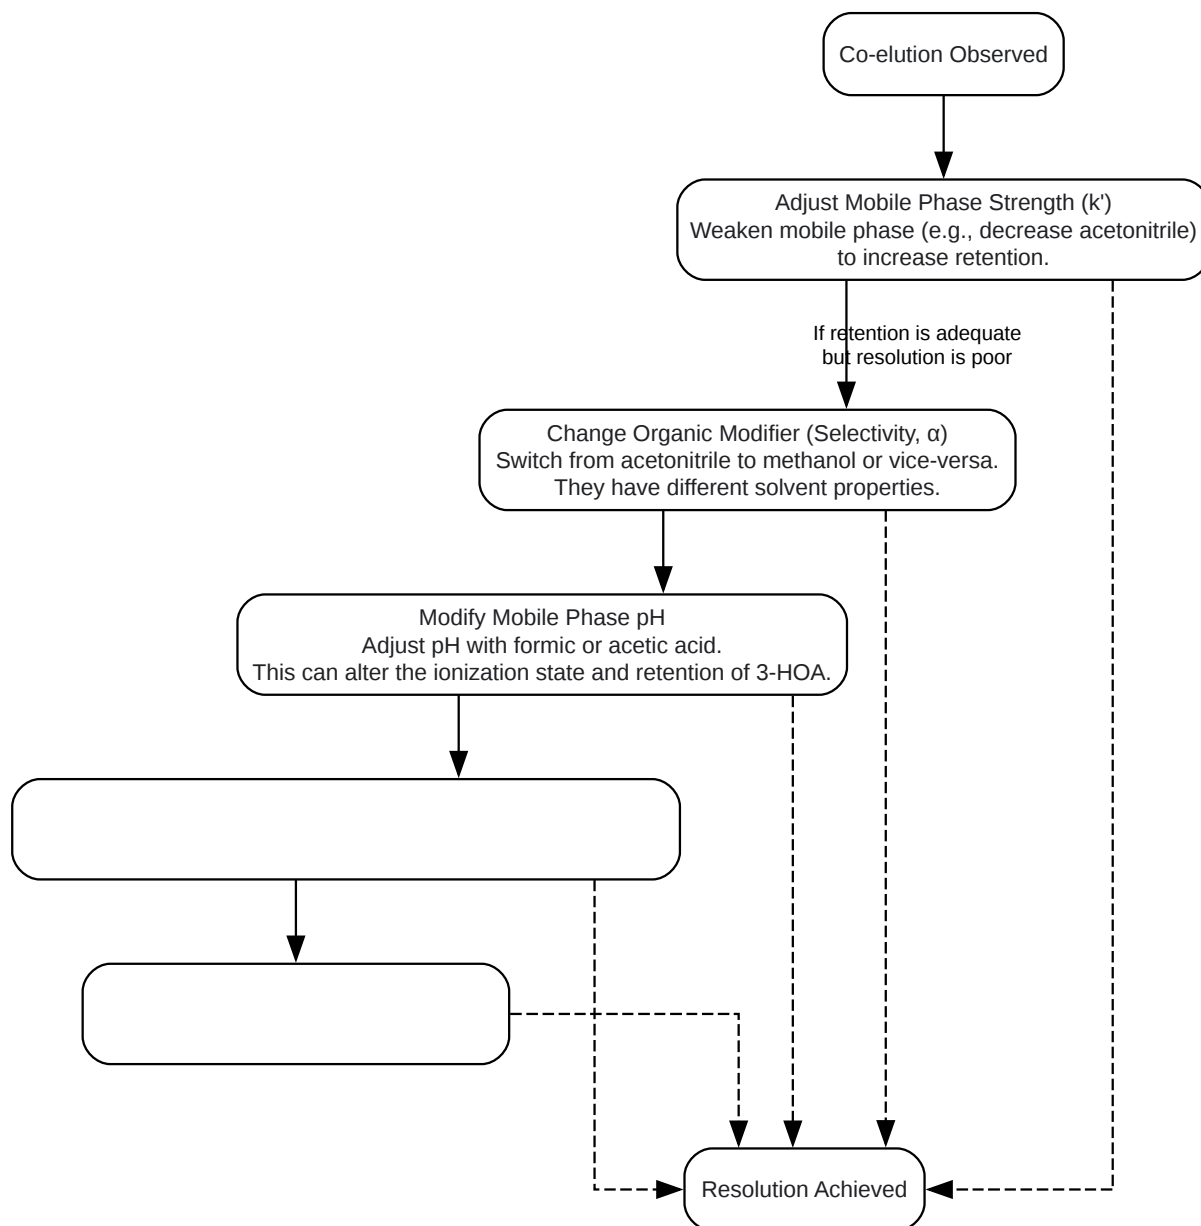 Co-elution Observed
Adjust Mobile Phase Strength (k')
Weaken mobile phase (e.g., decrease acetonitrile)
to increase retention.
If retention is adequate
but resolution is poor
Change Organic Modifier (Selectivity, α)
Switch from acetonitrile to methanol or vice-versa.
They have different solvent properties.
Modify Mobile Phase pH
Adjust pH with formic or acetic acid.
This can alter the ionization state and retention of 3-HOA.
Resolution Achieved